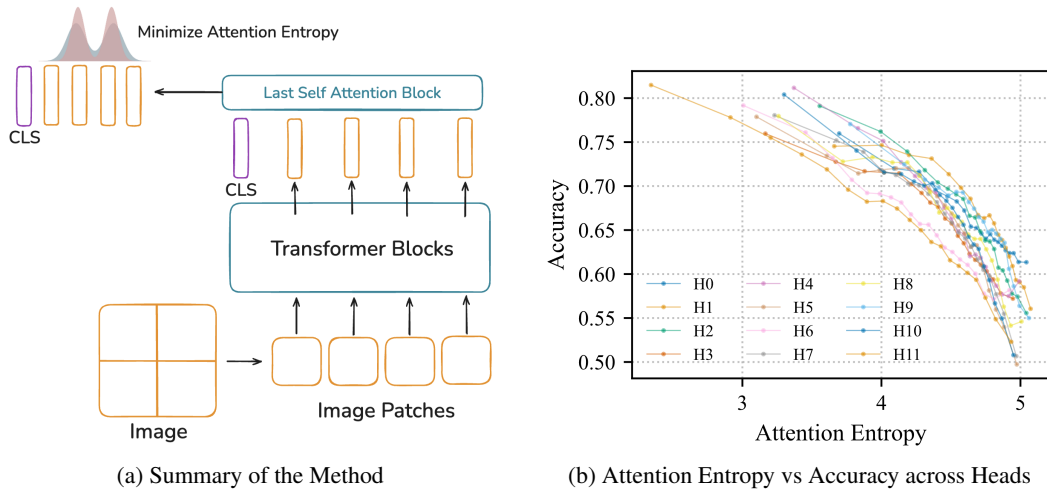 Minimize Attention Entropy
CLS
Last Self Attention Block
CLS
Transformer Blocks
Image
Image Patches
(a) Summary of the Method
Accuracy
0.80
0.75
0.70
0.65
0.60
0.55
0.50
H0 H4 H8
H1 H5 H9
H2 H6 H10
H3 H7 H11
3 4 5
Attention Entropy
(b) Attention Entropy vs Accuracy across Heads